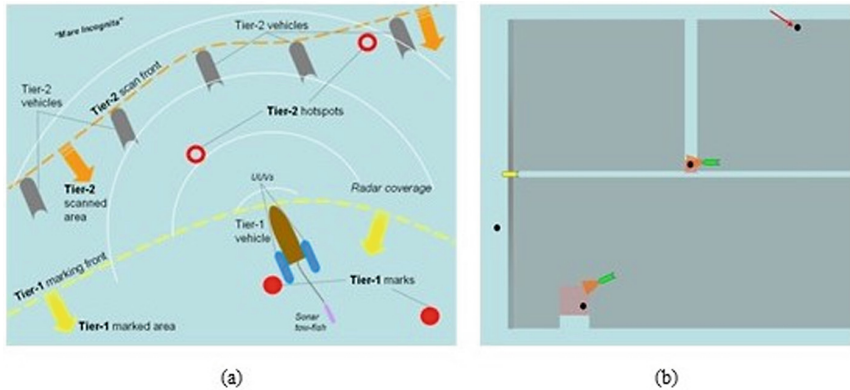 "Mare Incognita"
Tier-2 vehicles
Tier-2
vehicles
Tier-2 scan front
Tier-2 hotspots
Tier-2
scanned
area
UUVs
Radar coverage
Tier-1
vehicle
Tier-1 marking front
Tier-1 marks
Tier-1 marked area
Sonar
tow-fish
(a)
(b)